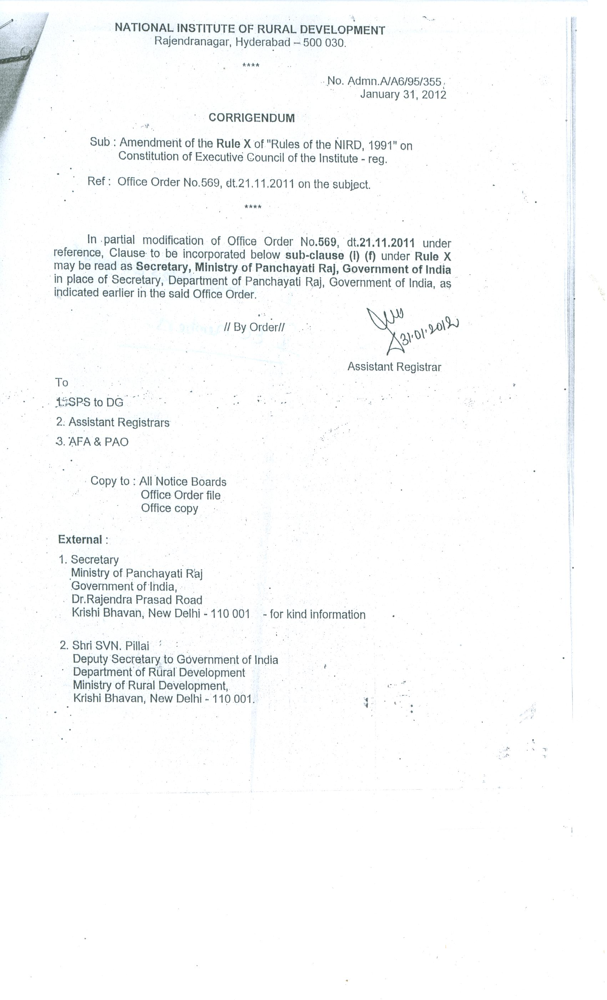 NATIONAL INSTITUTE OF RURAL DEVELOPMENT
Rajendranagar, Hyderabad – 500 030.
****
No. Admn.A/A6/95/355,
January 31, 2012
CORRIGENDUM
Sub : Amendment of the Rule X of "Rules of the NIRD, 1991" on
Constitution of Executive Council of the Institute - reg.
Ref : Office Order No.569, dt.21.11.2011 on the subject.
****
In partial modification of Office Order No.569, dt.21.11.2011 under
reference, Clause to be incorporated below sub-clause (I) (f) under Rule X
may be read as Secretary, Ministry of Panchayati Raj, Government of India
in place of Secretary, Department of Panchayati Raj, Government of India, as
indicated earlier in the said Office Order.
// By Order//
31.01.2012
Assistant Registrar
To
1. SPS to DG
2. Assistant Registrars
3. AFA & PAO
Copy to : All Notice Boards
Office Order file
Office copy
External :
1. Secretary
Ministry of Panchayati Raj
Government of India,
Dr.Rajendra Prasad Road
Krishi Bhavan, New Delhi - 110 001 - for kind information
2. Shri SVN. Pillai
Deputy Secretary to Government of India
Department of Rural Development
Ministry of Rural Development,
Krishi Bhavan, New Delhi - 110 001.